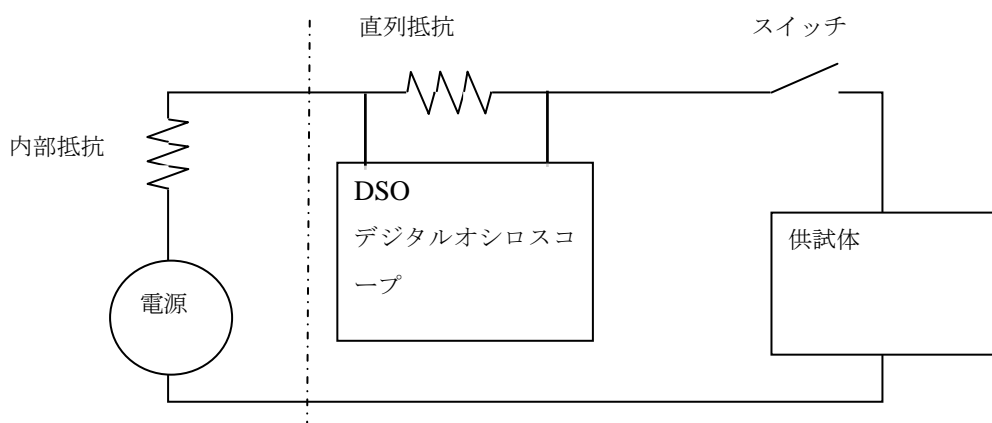 直列抵抗
スイッチ
内部抵抗
DSO
デジタルオシロスコ
ープ
供試体
電源